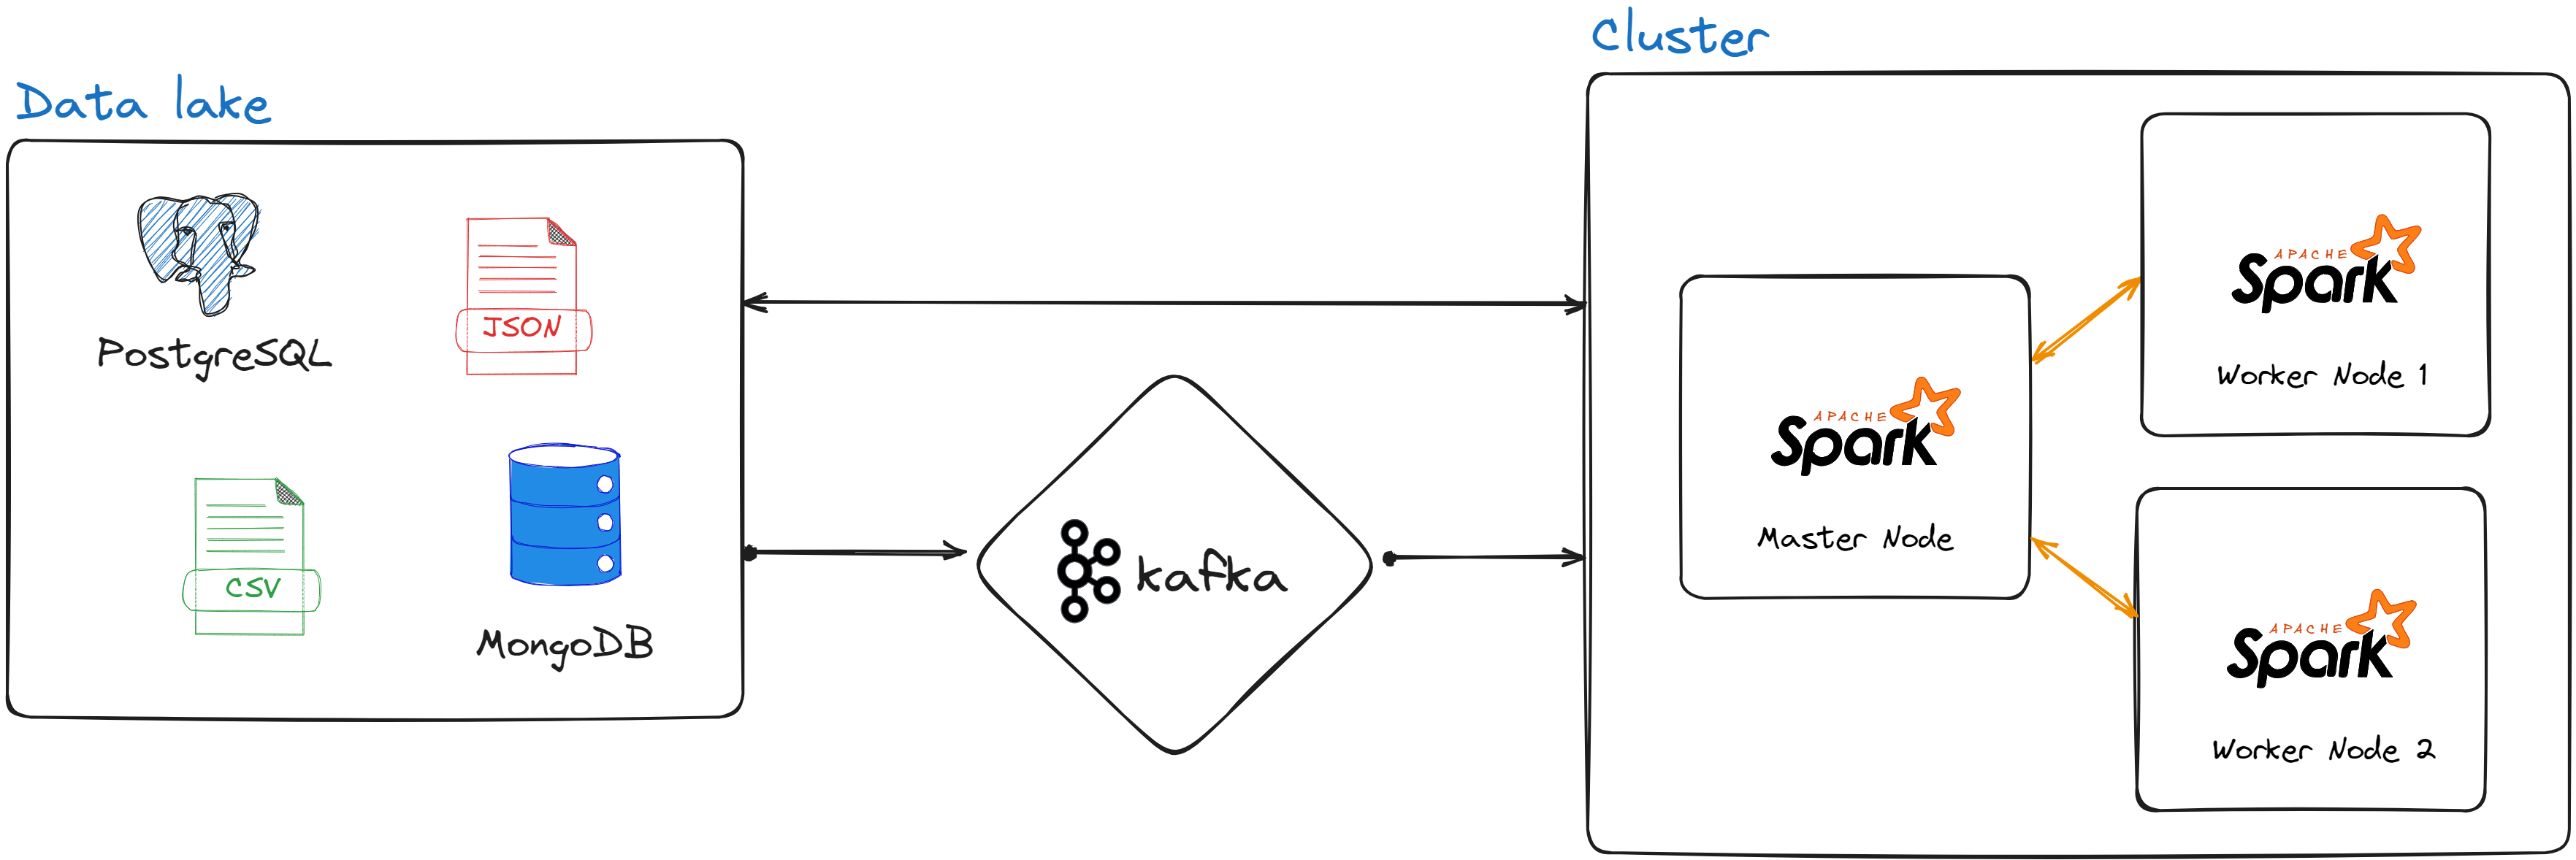 Data lake
PostgreSQL
JSON
CSV
MongoDB
kafka
Cluster
APACHE
Spark
Master Node
APACHE
Spark
Worker Node 1
APACHE
Spark
Worker Node 2